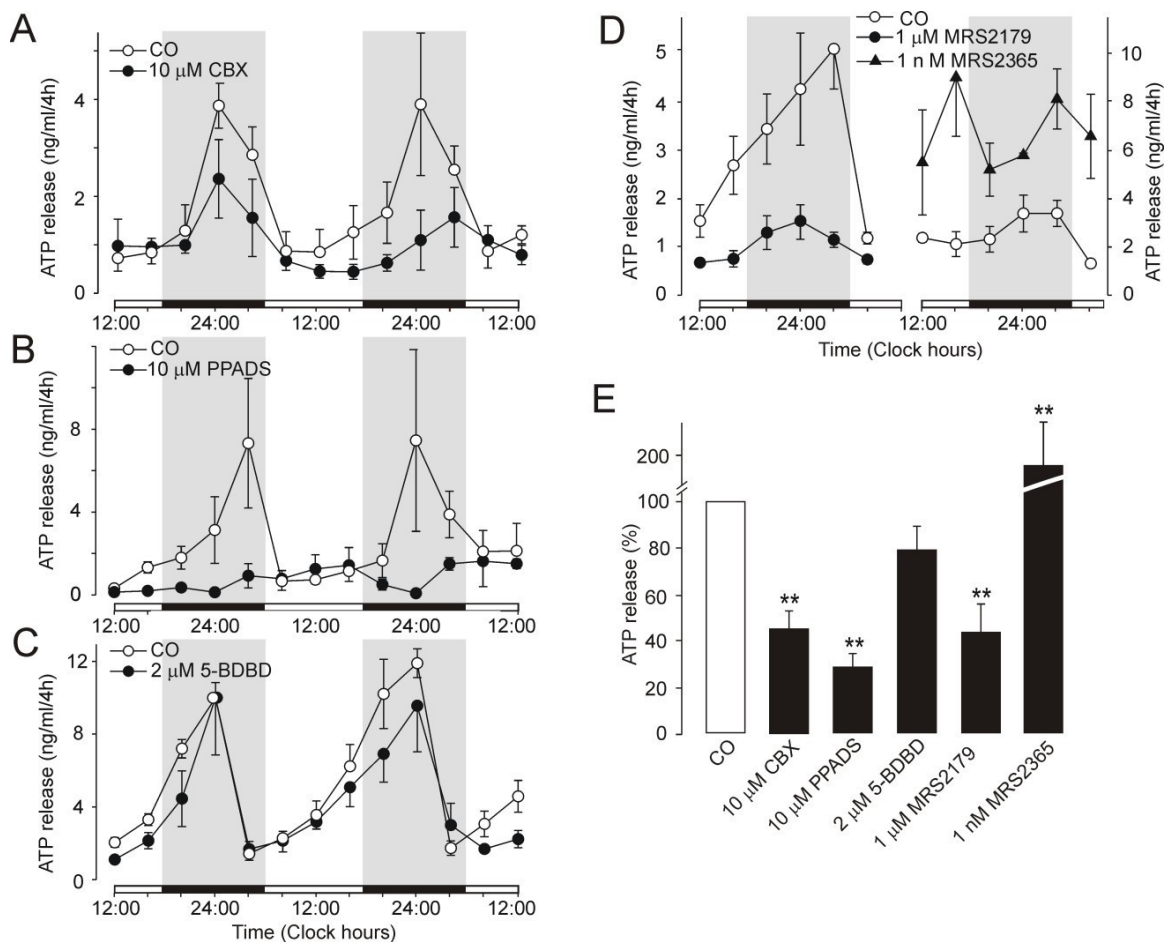 A
CO
10 μM CBX
ATP release (ng/ml/4h)
4
2
0
12:00 24:00 12:00 24:00 12:00
B
CO
10 μM PPADS
ATP release (ng/ml/4h)
8
4
0
12:00 24:00 12:00 24:00 12:00
C
CO
2 μM 5-BDBD
ATP release (ng/ml/4h)
12
8
4
0
12:00 24:00 12:00 24:00 12:00
Time (Clock hours)
D
CO
1 μM MRS2179
1 n M MRS2365
ATP release (ng/ml/4h)
5
4
3
2
1
0
10
8
6
4
2
0
ATP release (ng/ml/4h)
12:00 24:00 12:00 24:00
Time (Clock hours)
E
ATP release (%)
200
100
80
60
40
20
0
**
**
**
**
CO
10 μM CBX
10 μM PPADS
2 μM 5-BDBD
1 μM MRS2179
1 nM MRS2365